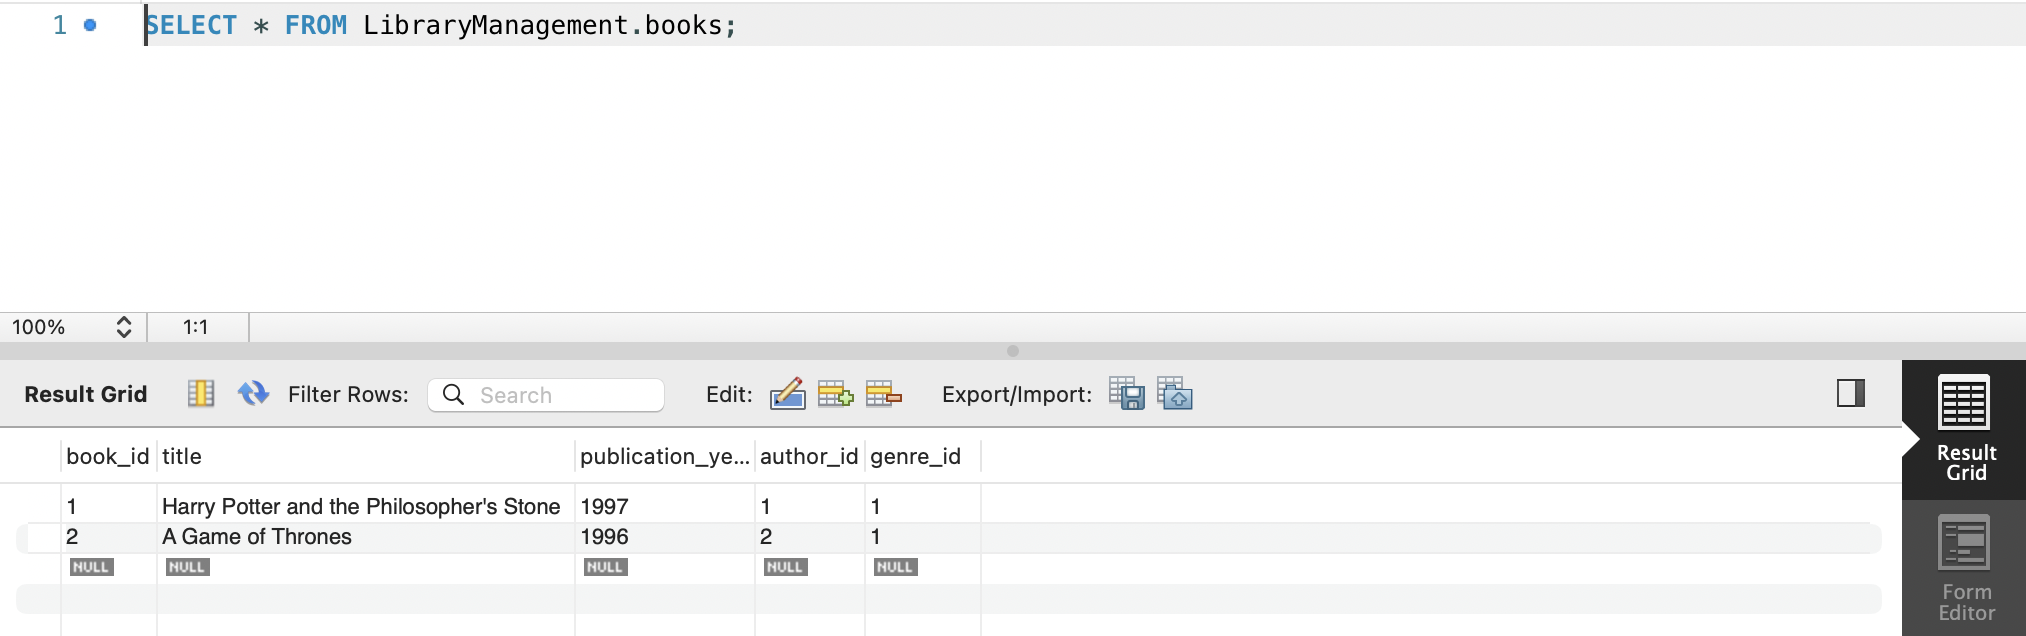 1 SELECT * FROM LibraryManagement.books;
100% 1:1
Result Grid Filter Rows: Search Edit: Export/Import:
Result
Grid
book_id title publication_ye... author_id genre_id
1 Harry Potter and the Philosopher's Stone 1997 1 1
2 A Game of Thrones 1996 2 1
NULL NULL NULL NULL NULL
Form
Editor